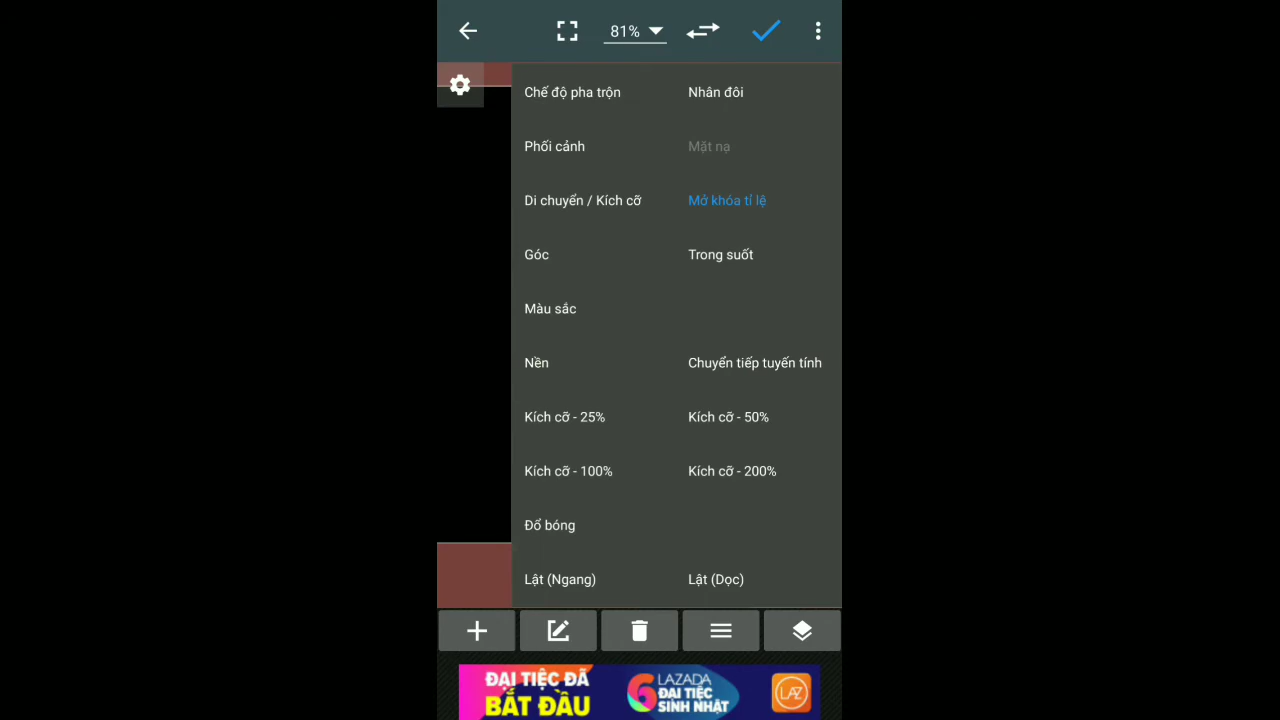 81%
Chế độ pha trộn Nhân đôi
Phối cảnh Mặt nạ
Di chuyển / Kích cỡ Mở khóa tỉ lệ
Góc Trong suốt
Màu sắc
Nền Chuyển tiếp tuyến tính
Kích cỡ - 25% Kích cỡ - 50%
Kích cỡ - 100% Kích cỡ - 200%
Đổ bóng
Lật (Ngang) Lật (Dọc)
ĐẠI TIỆC ĐÃ
BẮT ĐẦU
6
LAZADA
ĐẠI TIỆC
SINH NHẬT
LAZ